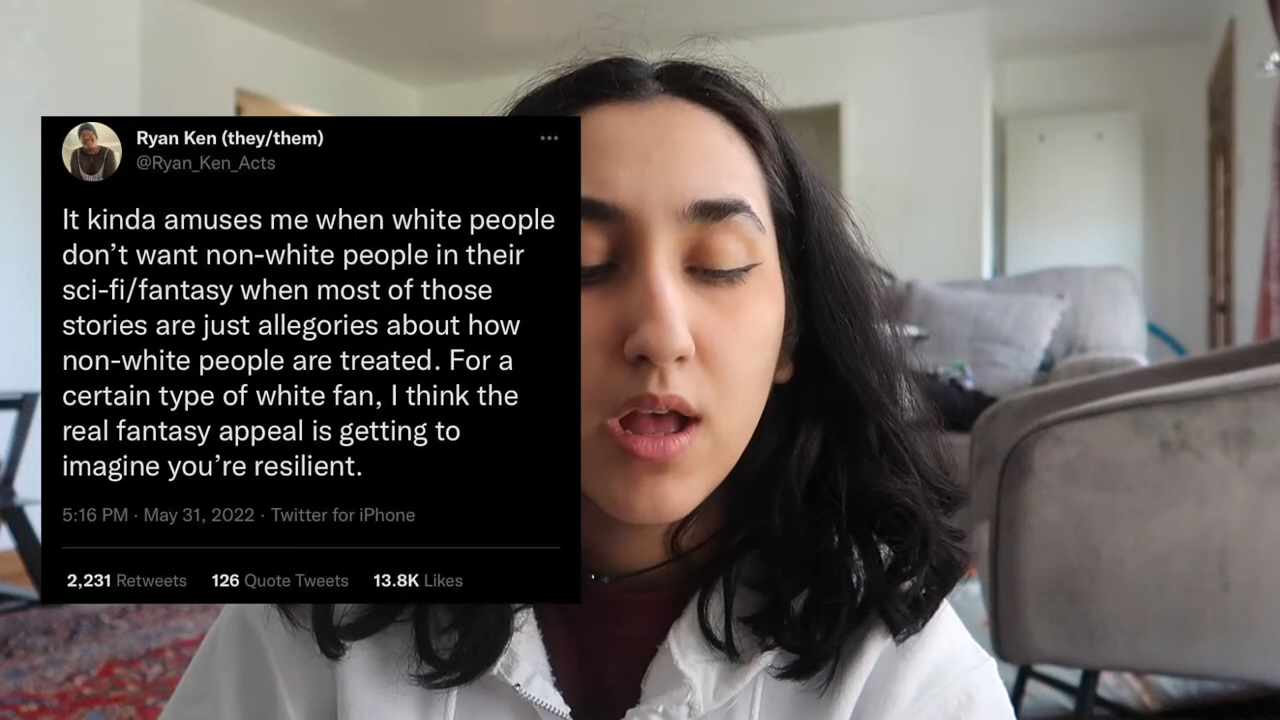 Ryan Ken (they/them)
@Ryan_Ken_Acts
It kinda amuses me when white people
don’t want non-white people in their
sci-fi/fantasy when most of those
stories are just allegories about how
non-white people are treated. For a
certain type of white fan, I think the
real fantasy appeal is getting to
imagine you’re resilient.
5:16 PM · May 31, 2022 · Twitter for iPhone
2,231 Retweets 126 Quote Tweets 13.8K Likes